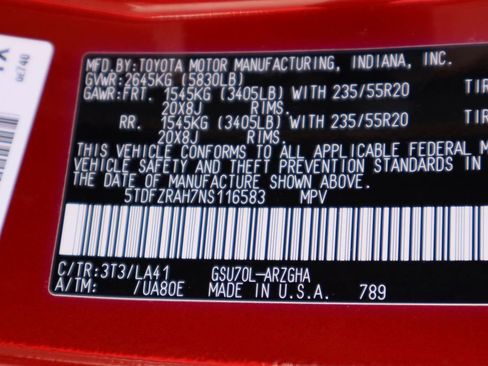 MFD.BY:TOYOTA MOTOR MANUFACTURING, INDIANA, INC.
GVWR:2645KG (5830LB)
GAWR:FRT. 1545KG (3405LB) WITH 235/55R20 TIR
20X8J RIMS.
RR. 1545KG (3405LB) WITH 235/55R20 TIR
20X8J RIMS.
THIS VEHICLE CONFORMS TO ALL APPLICABLE FEDERAL M
VEHICLE SAFETY AND THEFT PREVENTION STANDARDS IN
THE DATE OF MANUFACTURE SHOWN ABOVE.
5TDFZRAH7NS116583 MPV
C/TR:3T3/LA41 GSU70L-ARZGHA
A/TM: /UA80E MADE IN U.S.A. 789